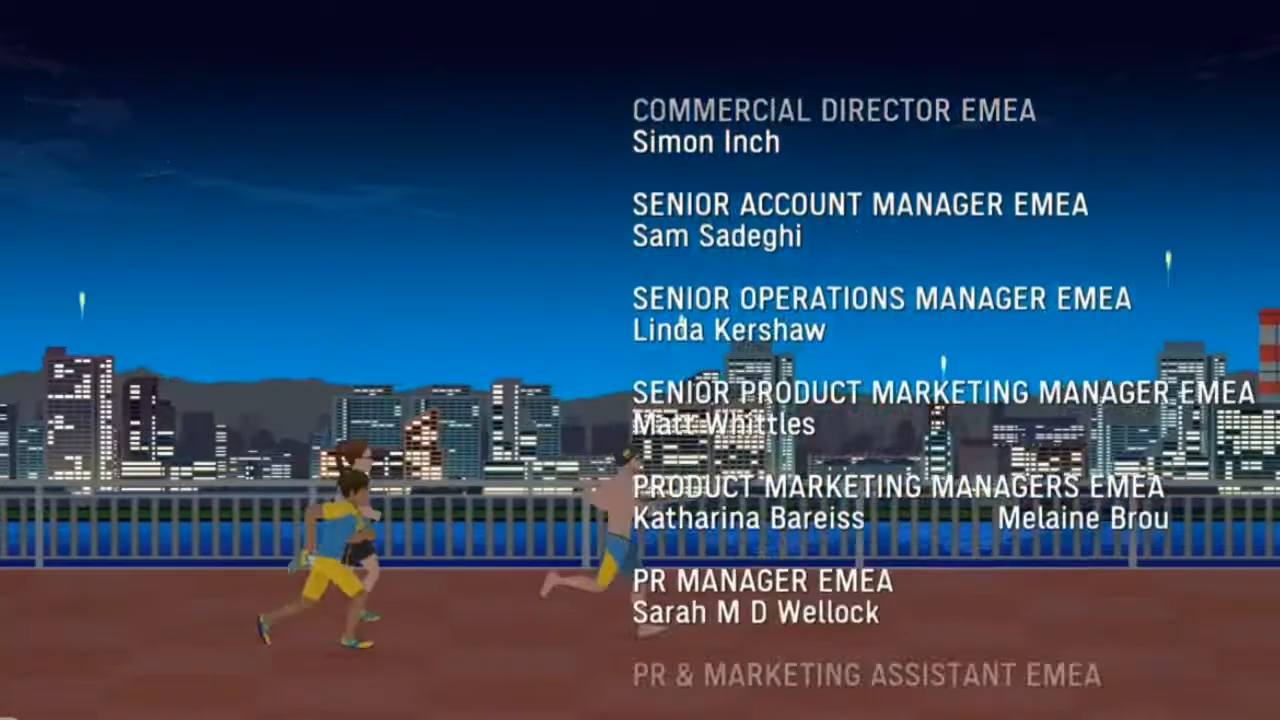 COMMERCIAL DIRECTOR EMEA
Simon Inch
SENIOR ACCOUNT MANAGER EMEA
Sam Sadeghi
SENIOR OPERATIONS MANAGER EMEA
Linda Kershaw
SENIOR PRODUCT MARKETING MANAGER EMEA
Matt Whittles
PRODUCT MARKETING MANAGERS EMEA
Katharina Bareiss Melaine Brou
PR MANAGER EMEA
Sarah M D Wellock
PR & MARKETING ASSISTANT EMEA